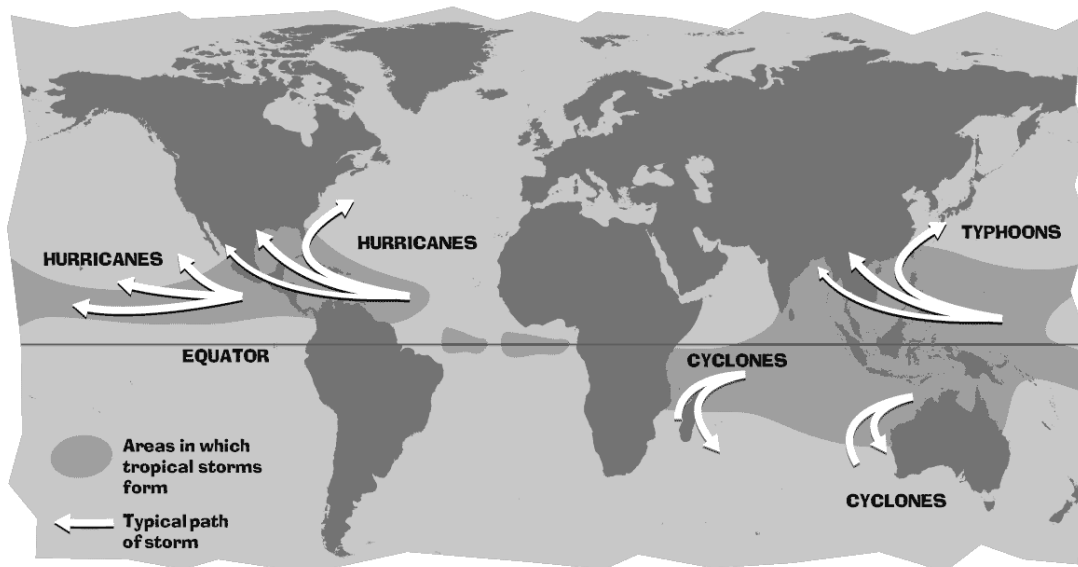 HURRICANES
HURRICANES
TYPHOONS
EQUATOR
CYCLONES
CYCLONES
Areas in which
tropical storms
form
Typical path
of storm